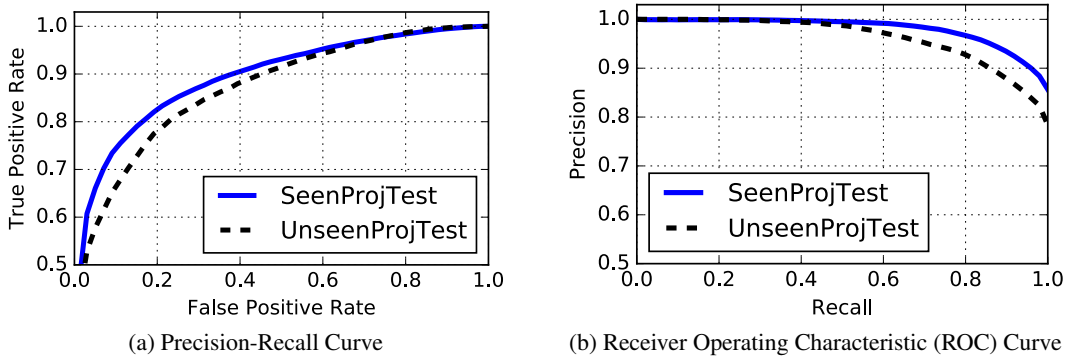 1.0
0.9
0.8
0.7
0.6
0.5
True Positive Rate
SeenProjTest
UnseenProjTest
0.0 0.2 0.4 0.6 0.8 1.0
False Positive Rate
(a) Precision-Recall Curve
1.0
0.9
0.8
0.7
0.6
0.5
Precision
SeenProjTest
UnseenProjTest
0.0 0.2 0.4 0.6 0.8 1.0
Recall
(b) Receiver Operating Characteristic (ROC) Curve